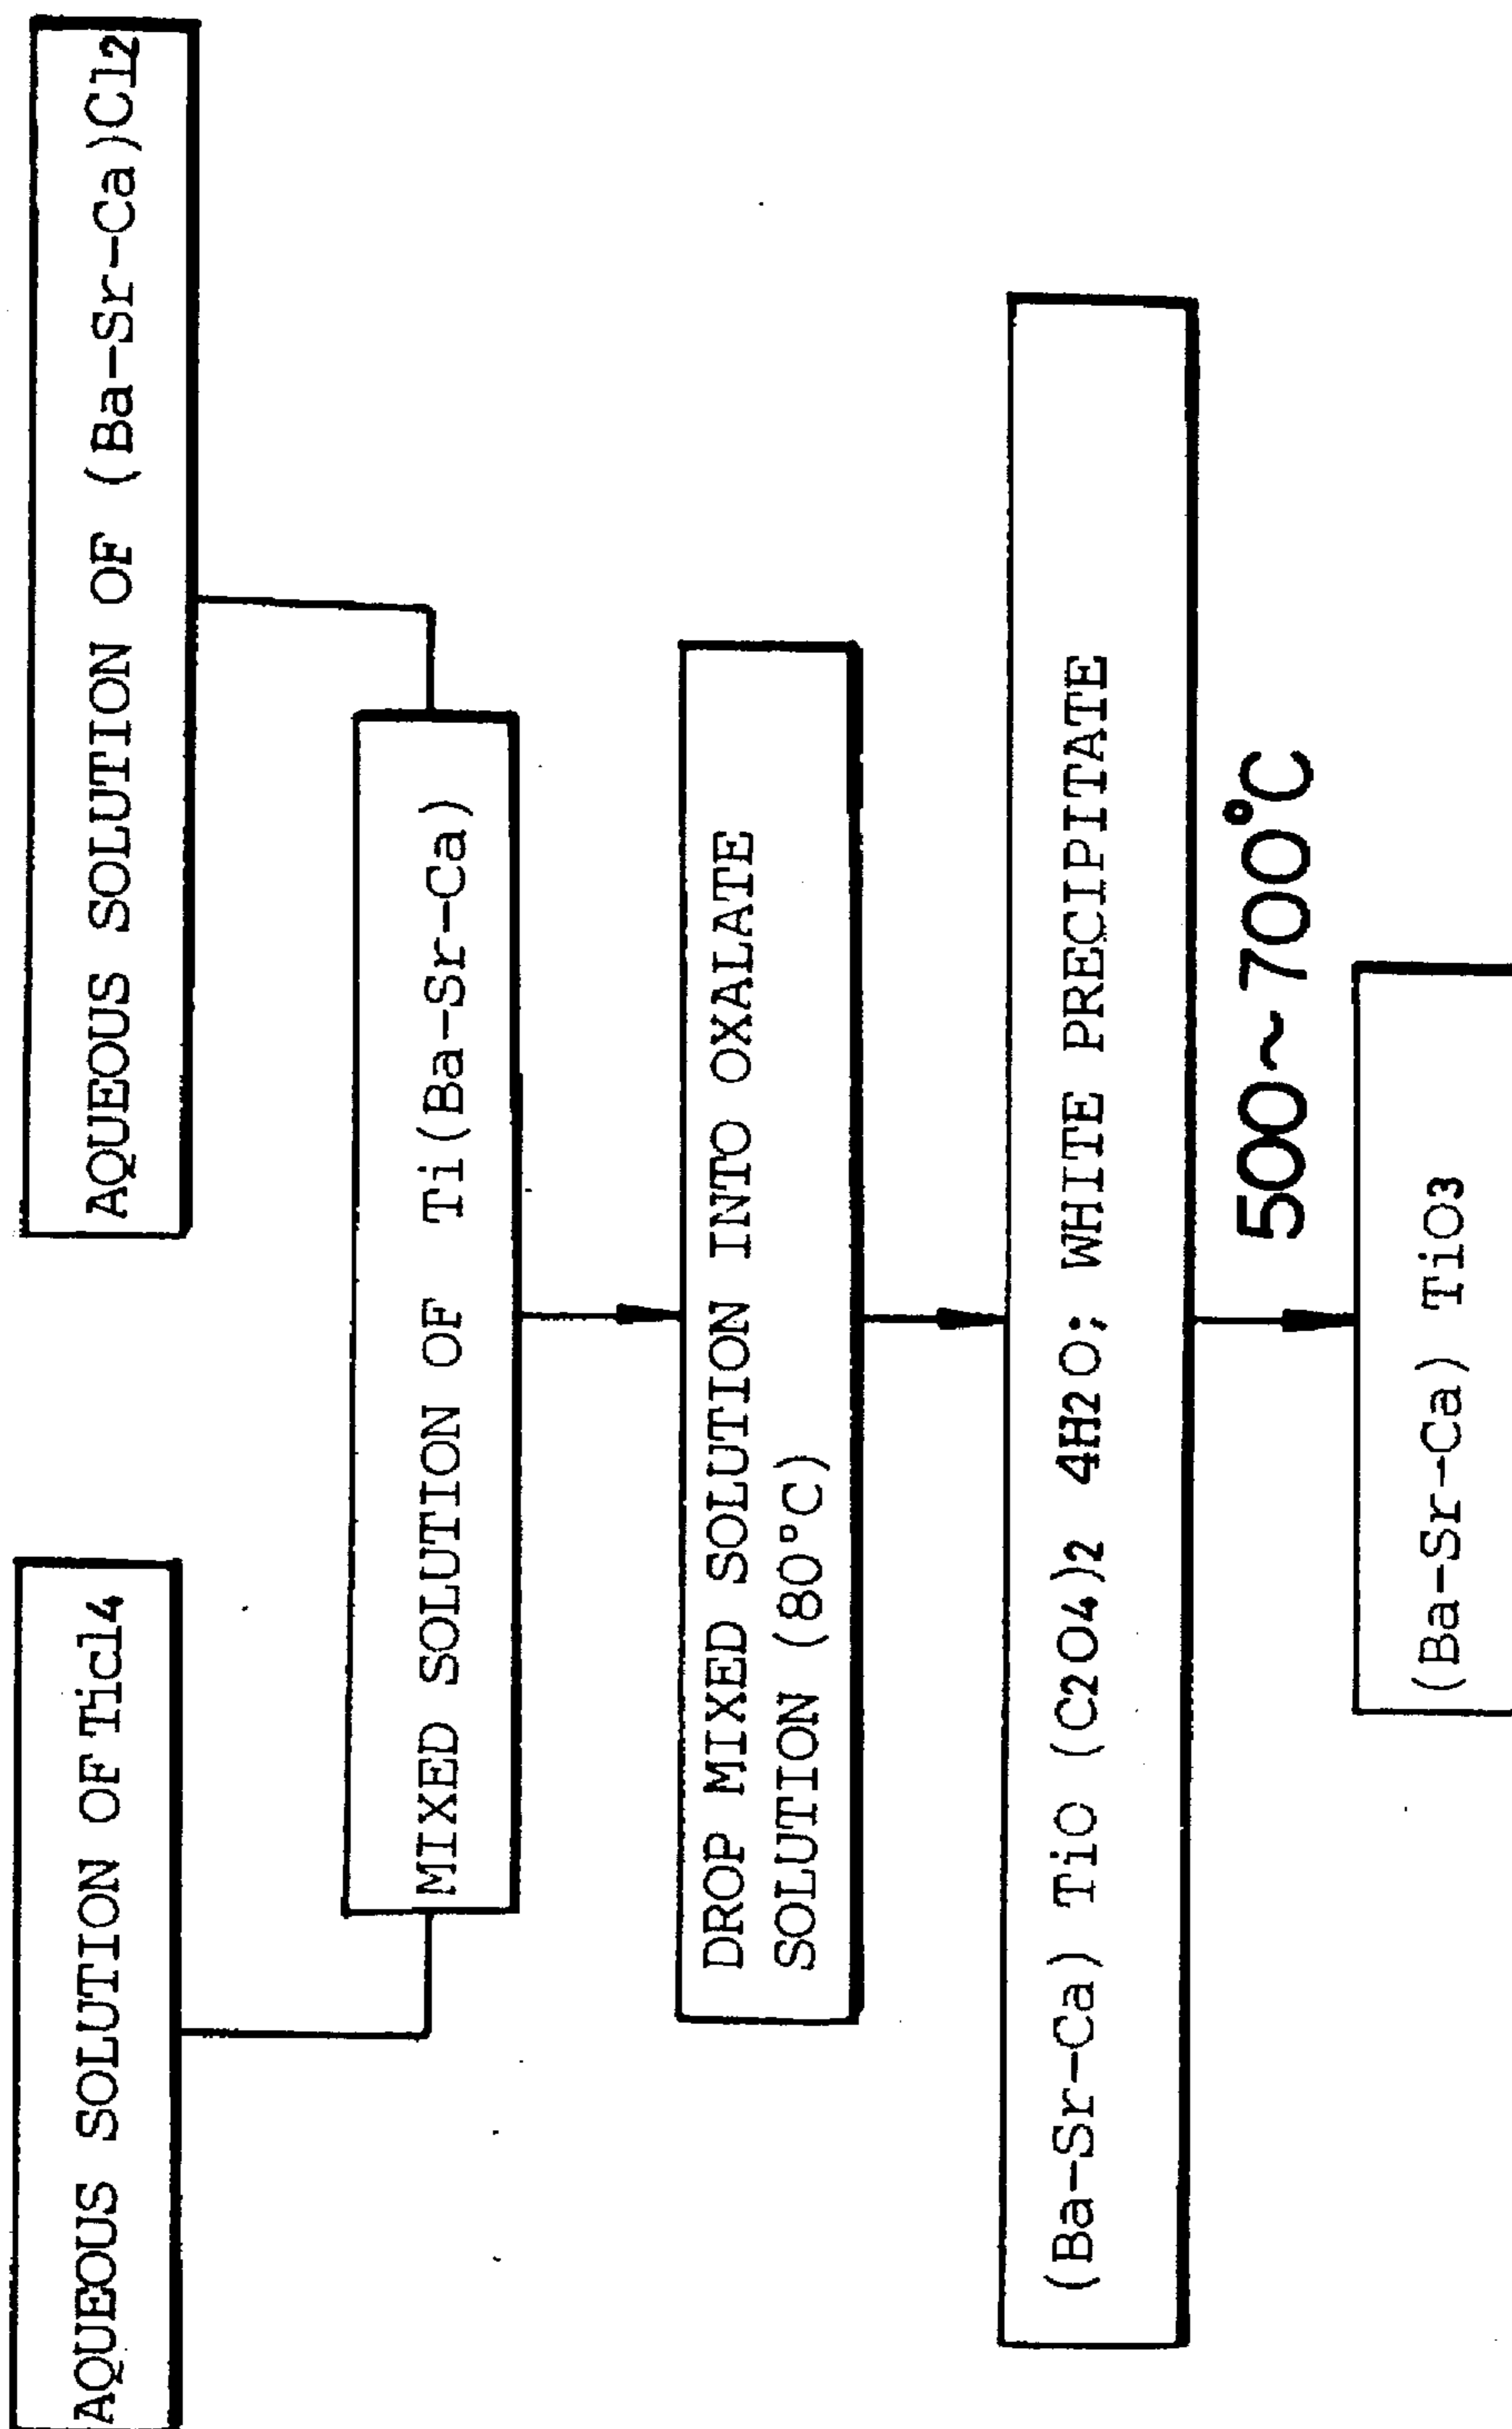 AQUEOUS SOLUTION OF Ticl4
AQUEOUS SOLUTION OF (Ba-Sr-Ca)Cl2
MIXED SOLUTION OF Ti(Ba-Sr-Ca)
DROP MIXED SOLUTION INTO OXALATE
SOLUTION (80°C)
(Ba-Sr-Ca) TiO (C2O4)2 4H2O; WHITE PRECIPITATE
500~700°C
(Ba-Sr-Ca) TiO3